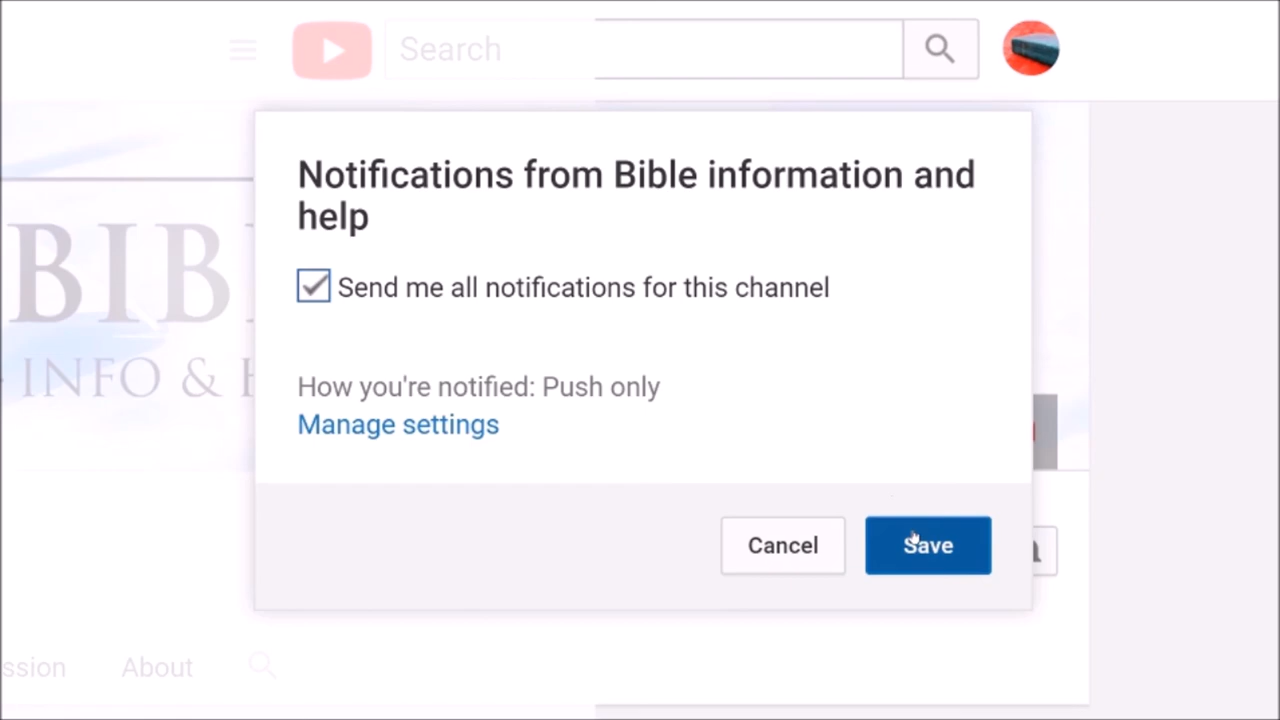 Search
Notifications from Bible information and
help
Send me all notifications for this channel
How you're notified: Push only
Manage settings
Cancel
Save
BIB
INFO & H
ssion
About